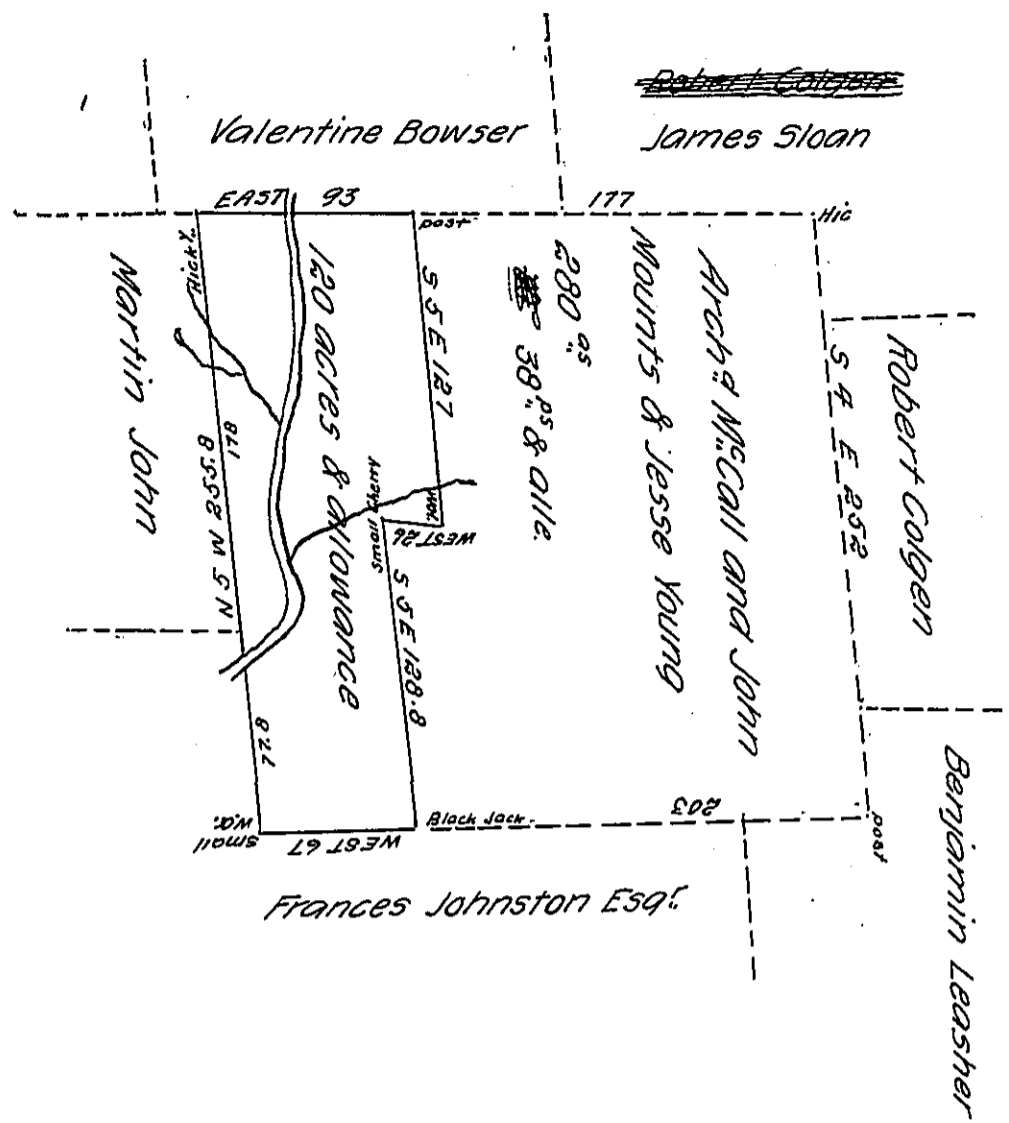 Valentine Bowser
James Sloan
EAST 93
177
post
Hic
Martin John
Hick'y..
N 5 W 255.8
178
77.8
120 acres & allowance
S 5 E 127
small Cherry
WEST 26
S 5 E 128.8
280 as
38 ps & alle.
Mounts & Jesse Young
Arch.d McCall and John
S 4 E 252
Robert Colgen
Benjamin Leasher
small
W.O.
WEST 67
Black Jack
203
post
Frances Johnston Esqr.